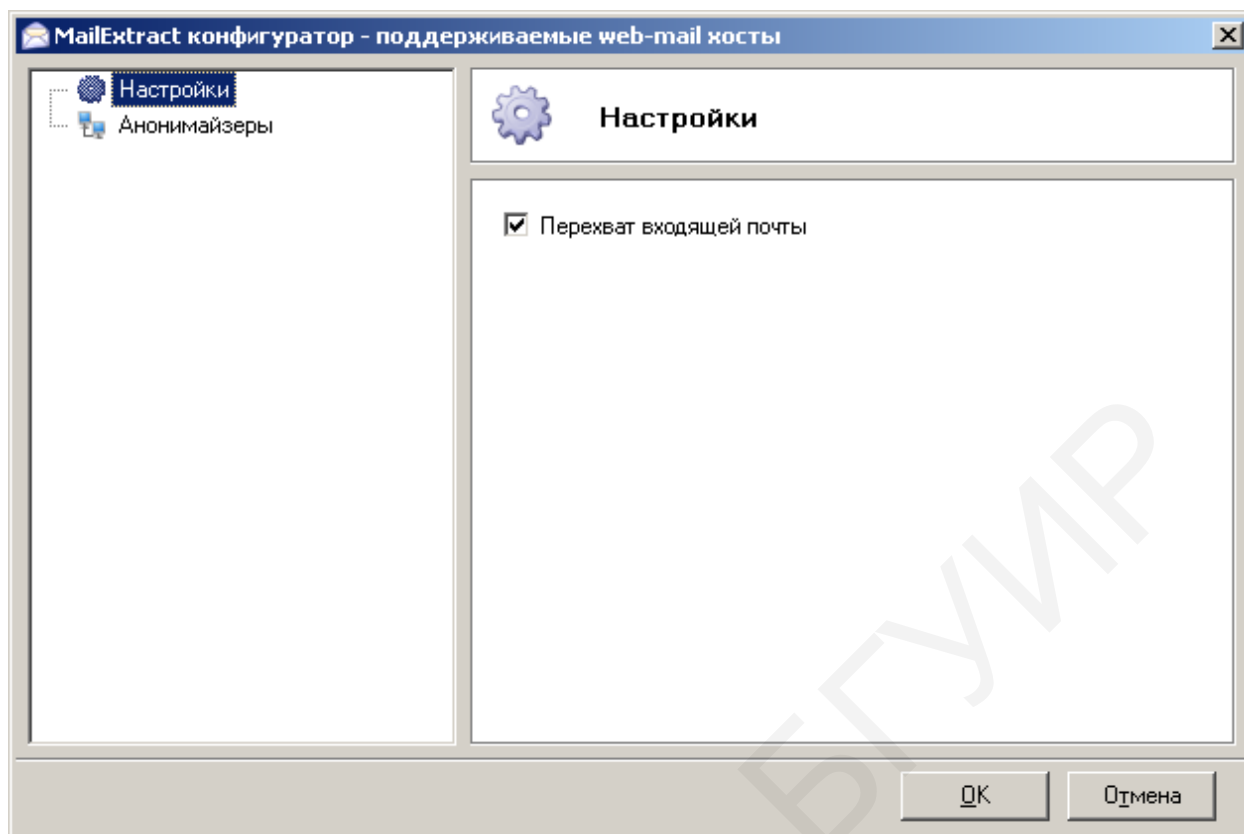 MailExtract конфигуратор - поддерживаемые web-mail хосты
Настройки
Анонимайзеры
Настройки
Перехват входящей почты
OK
Отмена
БГУИР